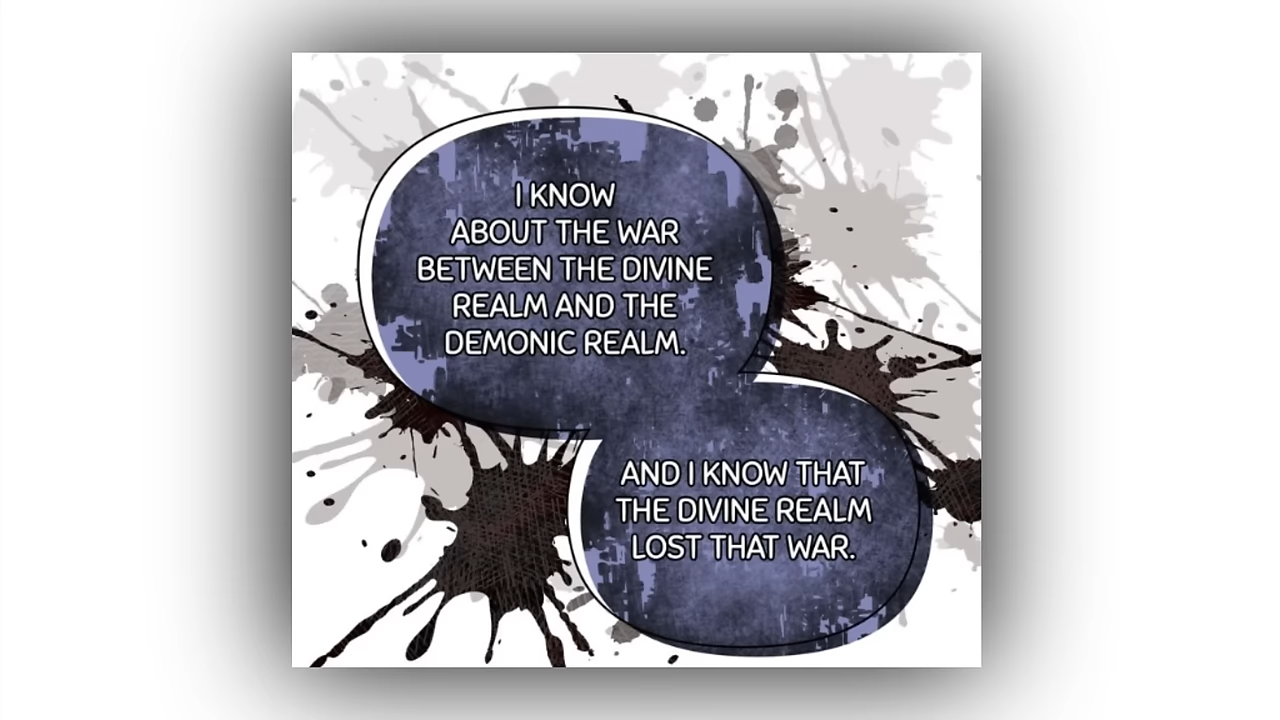 I KNOW
ABOUT THE WAR
BETWEEN THE DIVINE
REALM AND THE
DEMONIC REALM.
AND I KNOW THAT
THE DIVINE REALM
LOST THAT WAR.